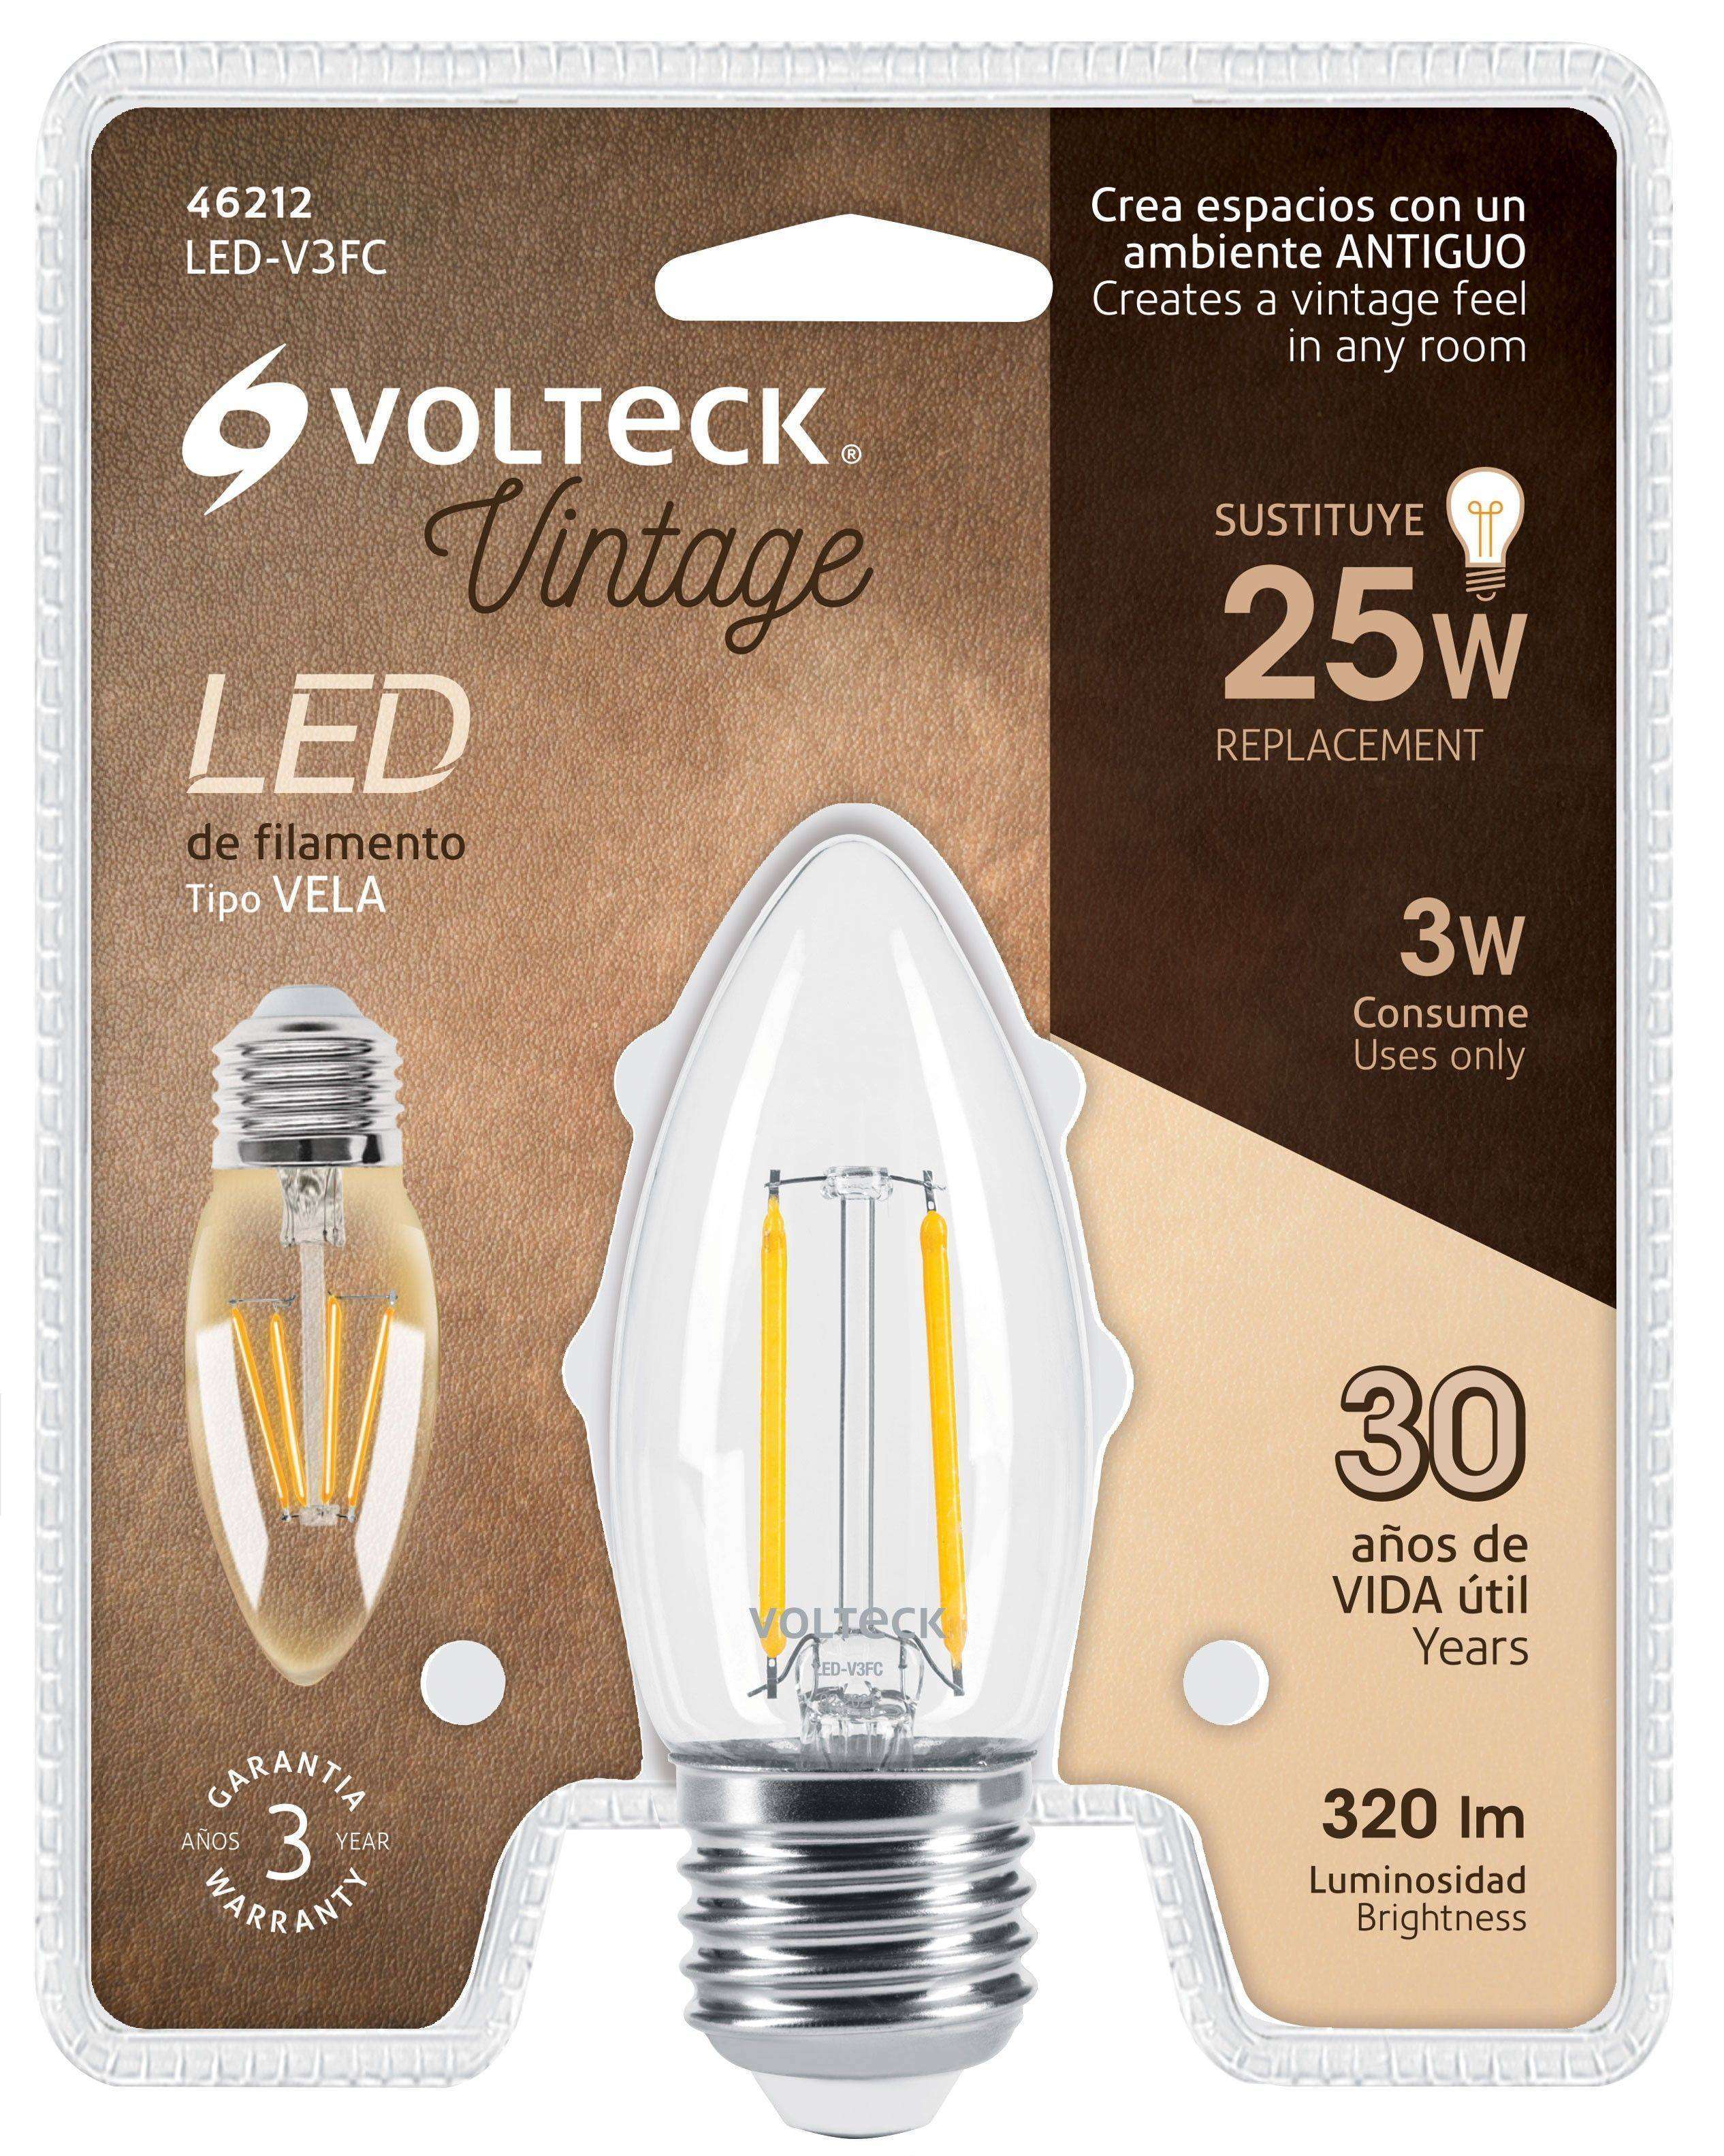 46212
LED-V3FC
Crea espacios con un
ambiente ANTIGUO
Creates a vintage feel
in any room
VOLTECK®
Vintage
SUSTITUYE
25W
REPLACEMENT
LED
de filamento
Tipo VELA
3W
Consume
Uses only
30
años de
VIDA útil
Years
VOLTECK
LED-V3FC
GARANTIA
AÑOS 3 YEAR
WARRANTY
320 lm
Luminosidad
Brightness